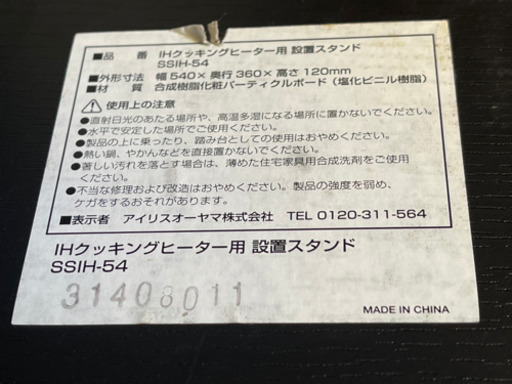 ■品　番　IHクッキングヒーター用 設置スタンド
SSIH-54
■外形寸法　幅 540×奥行 360×高さ 120mm
■材　質　合成樹脂化粧パーティクルボード（塩化ビニル樹脂）
使用上の注意
●直射日光のあたる場所や、高温多湿になる場所に置かないでください。
●水平で安定した場所でご使用ください。
●製品の上に乗ったり、踏み台としての使用はおやめください。
●熱い鍋、やかんなどを直接置かないでください。
●著しい汚れを落とす場合は、薄めた住宅家具用合成洗剤をご使用
ください。
●不当な修理および改造はおやめください。製品の強度を弱め、
ケガをするおそれがあります。
■表示者　アイリスオーヤマ株式会社　TEL 0120-311-564
IHクッキングヒーター用 設置スタンド
SSIH-54
31408011
MADE IN CHINA